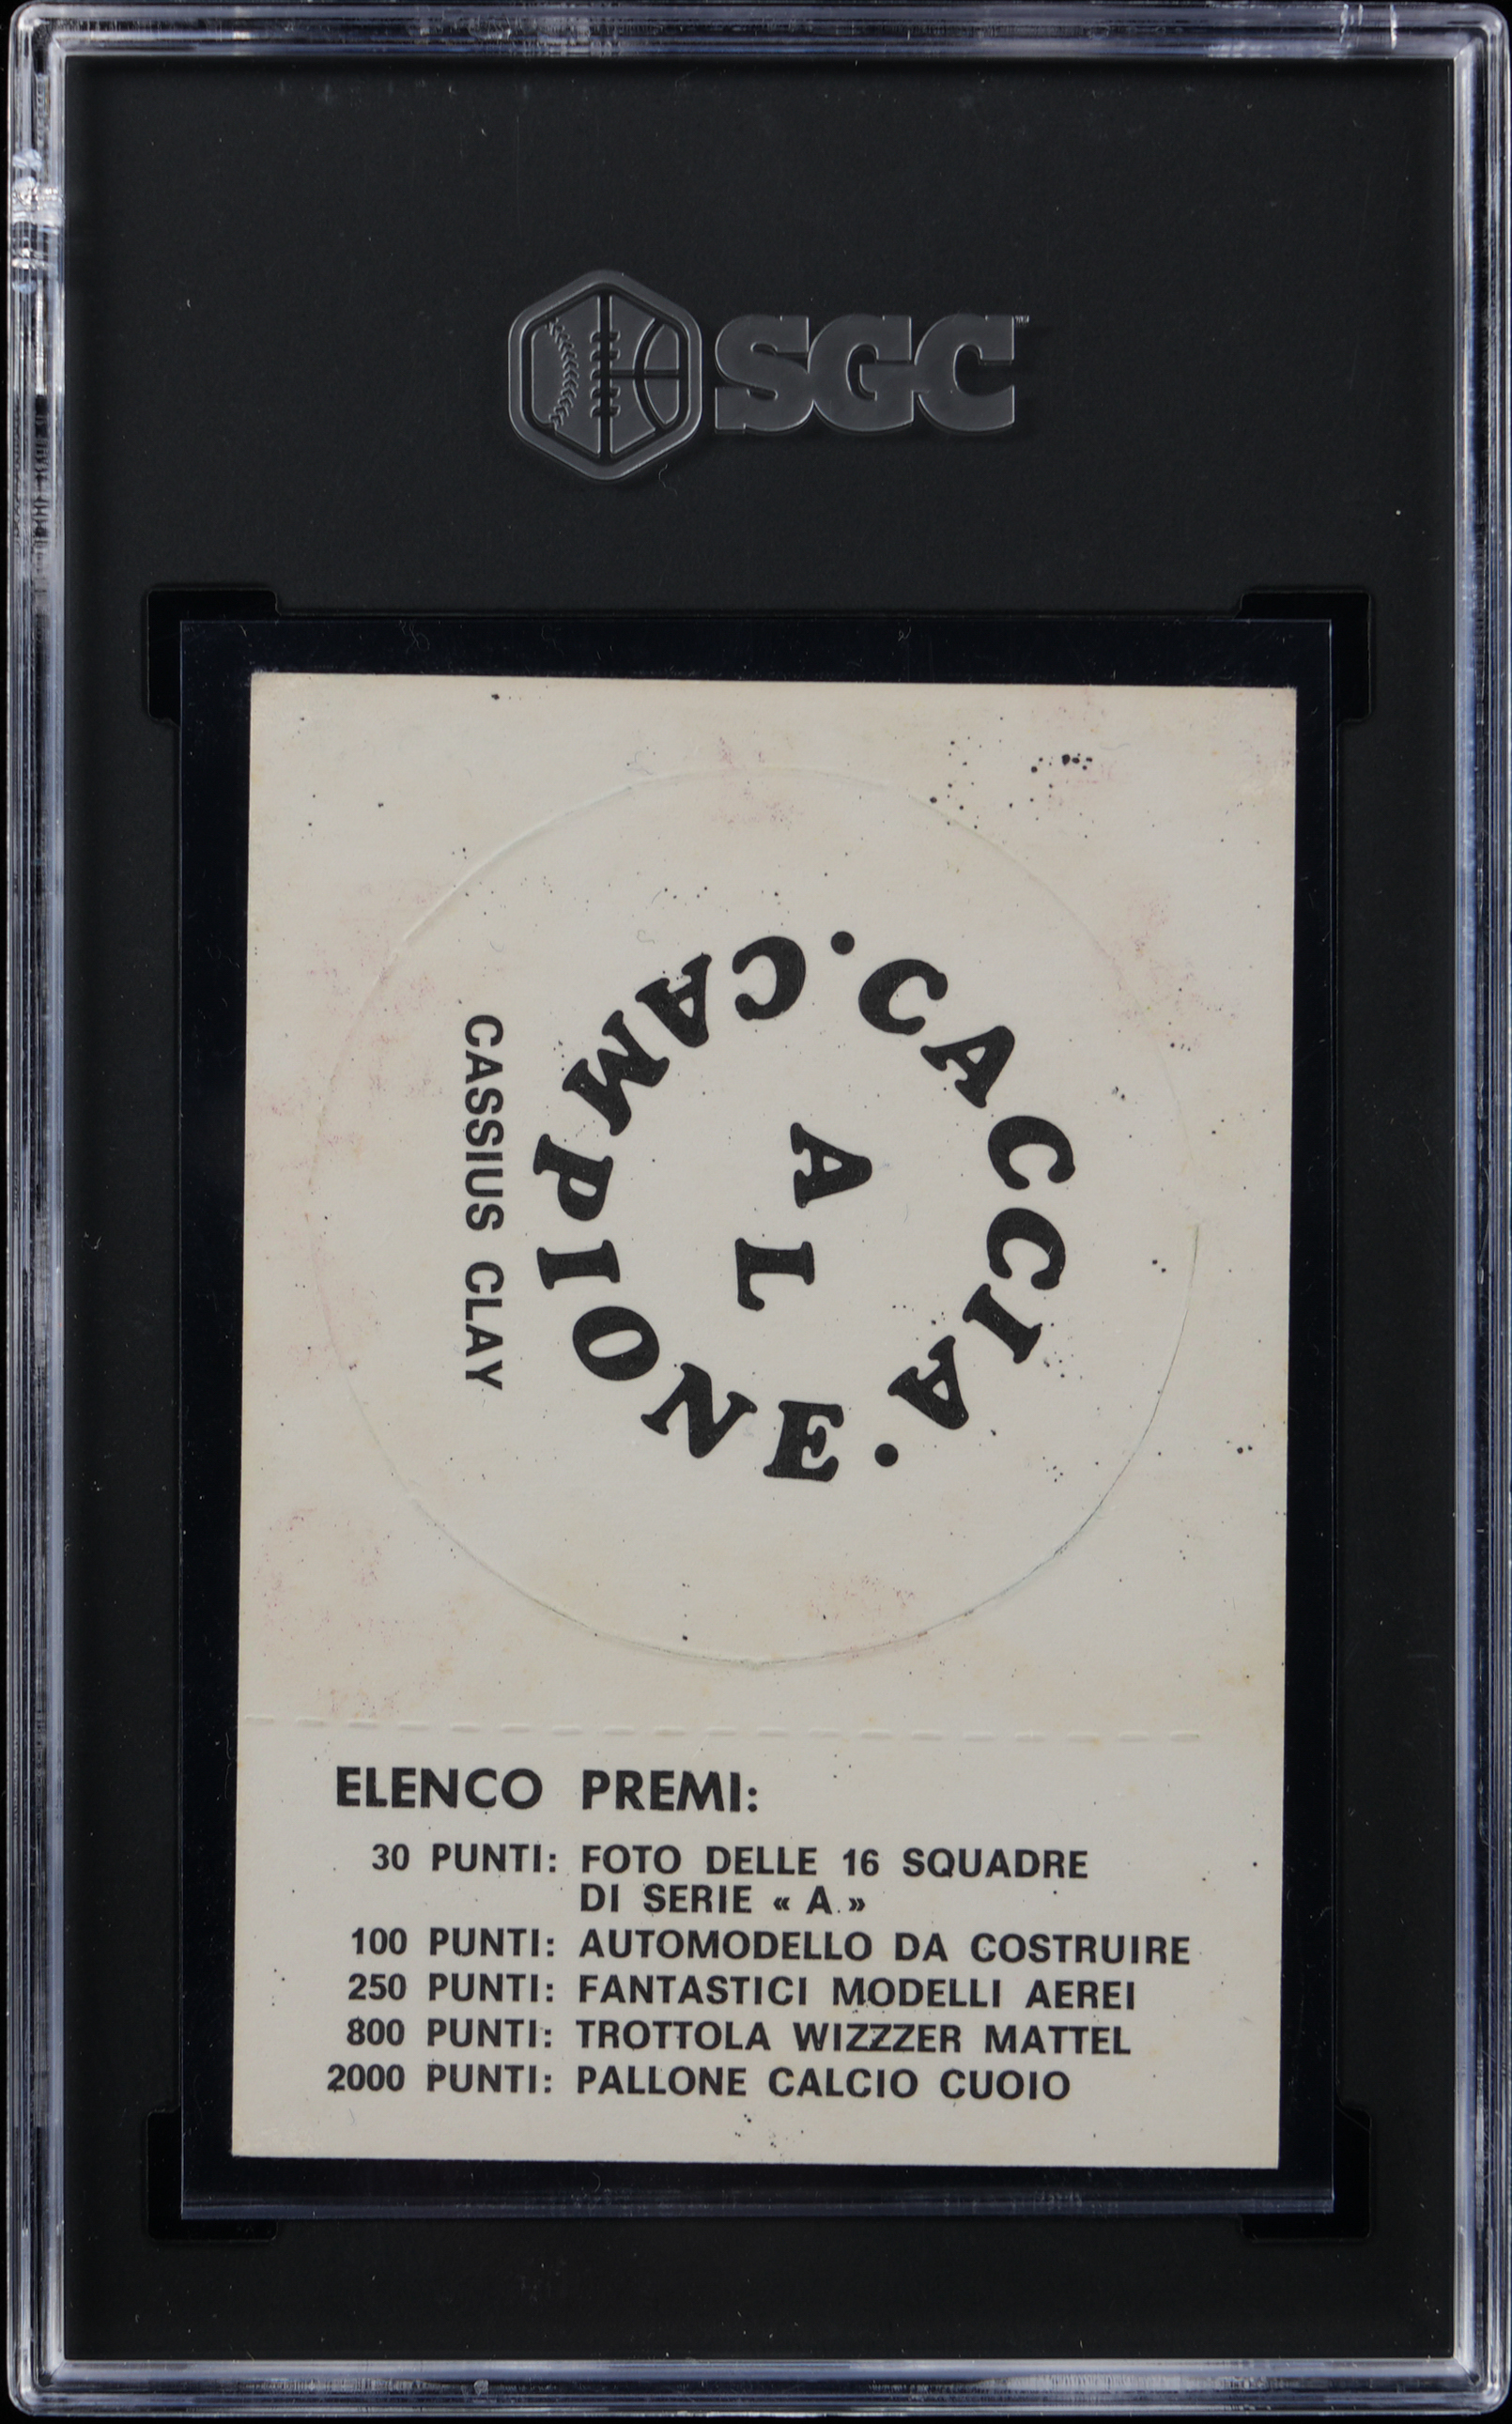 SGC™
• CACCIA •
AL
CAMPIONE
CASSIUS CLAY
ELENCO PREMI:
30 PUNTI: FOTO DELLE 16 SQUADRE
DI SERIE « A »
100 PUNTI: AUTOMODELLO DA COSTRUIRE
250 PUNTI: FANTASTICI MODELLI AEREI
800 PUNTI: TROTTOLA WIZZZER MATTEL
2000 PUNTI: PALLONE CALCIO CUOIO